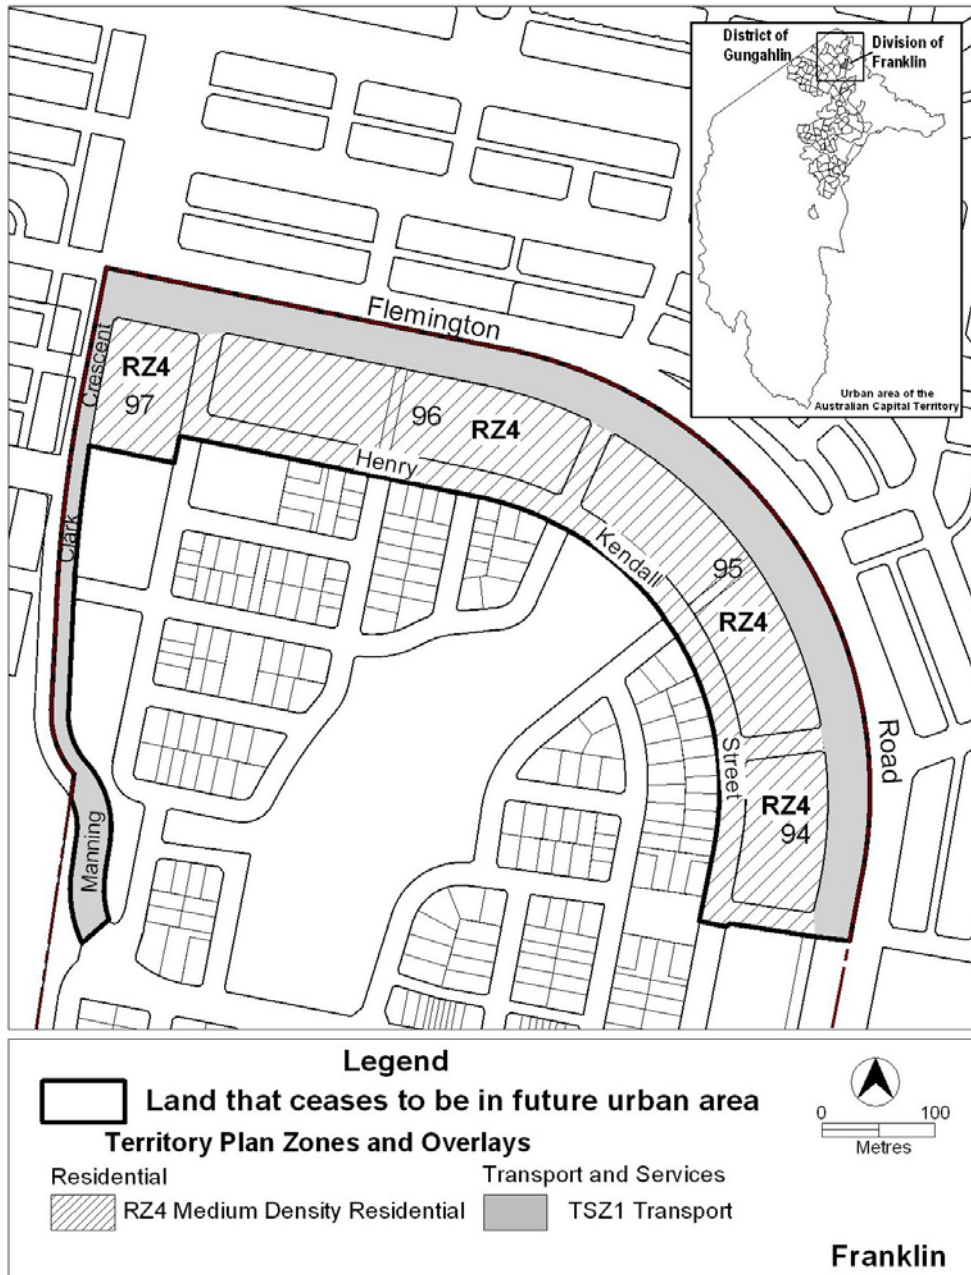 District of
Gungahlin
Division of
Franklin
Urban area of the
Australian Capital Territory
Flemington
Road
Crescent
Clark
Manning
RZ4
97
96
RZ4
Henry
Kendall
Street
95
RZ4
RZ4
94
Legend
Land that ceases to be in future urban area
0 100
Metres
Territory Plan Zones and Overlays
Residential
Transport and Services
RZ4 Medium Density Residential
TSZ1 Transport
Franklin